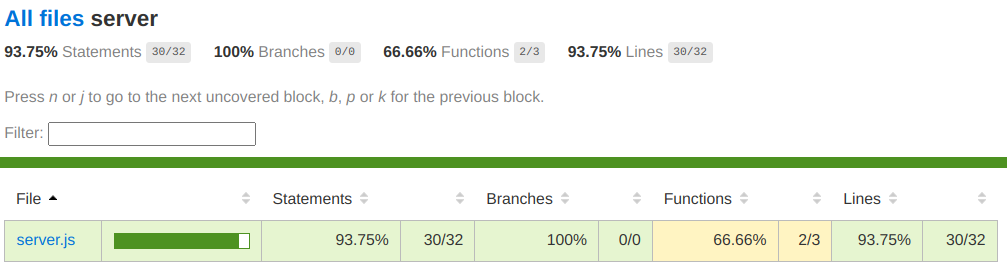 All files server
93.75% Statements 30/32 100% Branches 0/0 66.66% Functions 2/3 93.75% Lines 30/32
Press n or j to go to the next uncovered block, b, p or k for the previous block.
Filter:
File Statements Branches Functions Lines
server.js 93.75% 30/32 100% 0/0 66.66% 2/3 93.75% 30/32